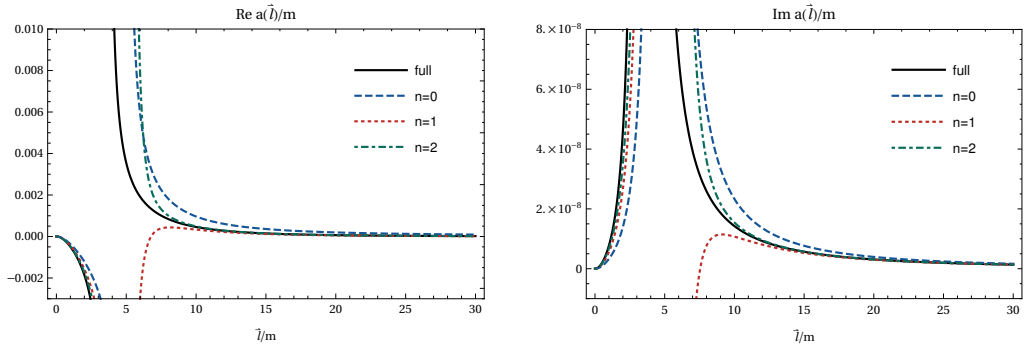 Re a(l⃗)/m
0.010
0.008
0.006
0.004
0.002
0.000
−0.002
0 5 10 15 20 25 30
l⃗/m
full
n=0
n=1
n=2
Im a(l⃗)/m
8.×10⁻⁸
6.×10⁻⁸
4.×10⁻⁸
2.×10⁻⁸
0
0 5 10 15 20 25 30
l⃗/m
full
n=0
n=1
n=2